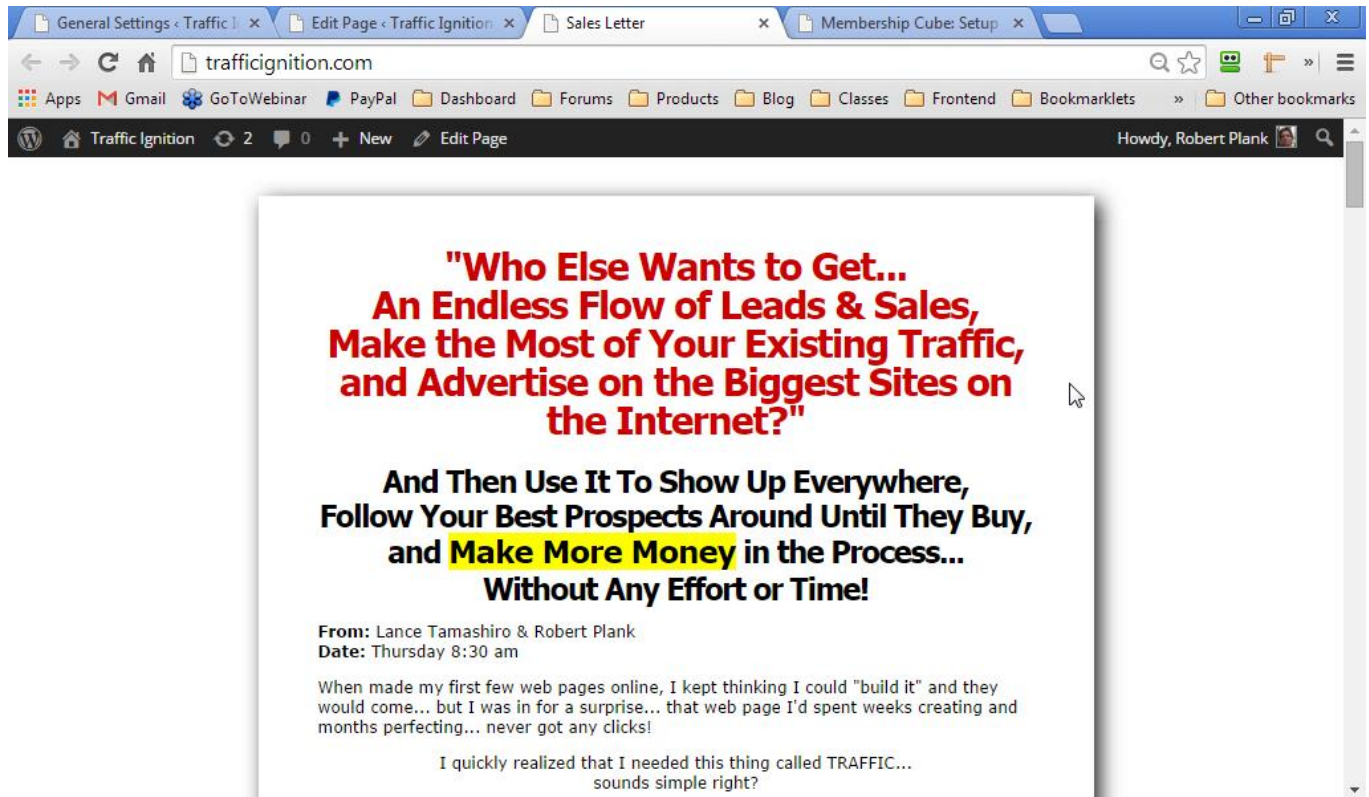 General Settings ‹ Traffic I
Edit Page ‹ Traffic Ignition
Sales Letter
Membership Cube: Setup
trafficignition.com
Apps Gmail GoToWebinar PayPal Dashboard Forums Products Blog Classes Frontend Bookmarklets » Other bookmarks
Traffic Ignition 2 0 + New Edit Page Howdy, Robert Plank
"Who Else Wants to Get...
An Endless Flow of Leads & Sales,
Make the Most of Your Existing Traffic,
and Advertise on the Biggest Sites on
the Internet?"
And Then Use It To Show Up Everywhere,
Follow Your Best Prospects Around Until They Buy,
and Make More Money in the Process...
Without Any Effort or Time!
From: Lance Tamashiro & Robert Plank
Date: Thursday 8:30 am
When made my first few web pages online, I kept thinking I could "build it" and they
would come... but I was in for a surprise... that web page I'd spent weeks creating and
months perfecting... never got any clicks!
I quickly realized that I needed this thing called TRAFFIC...
sounds simple right?